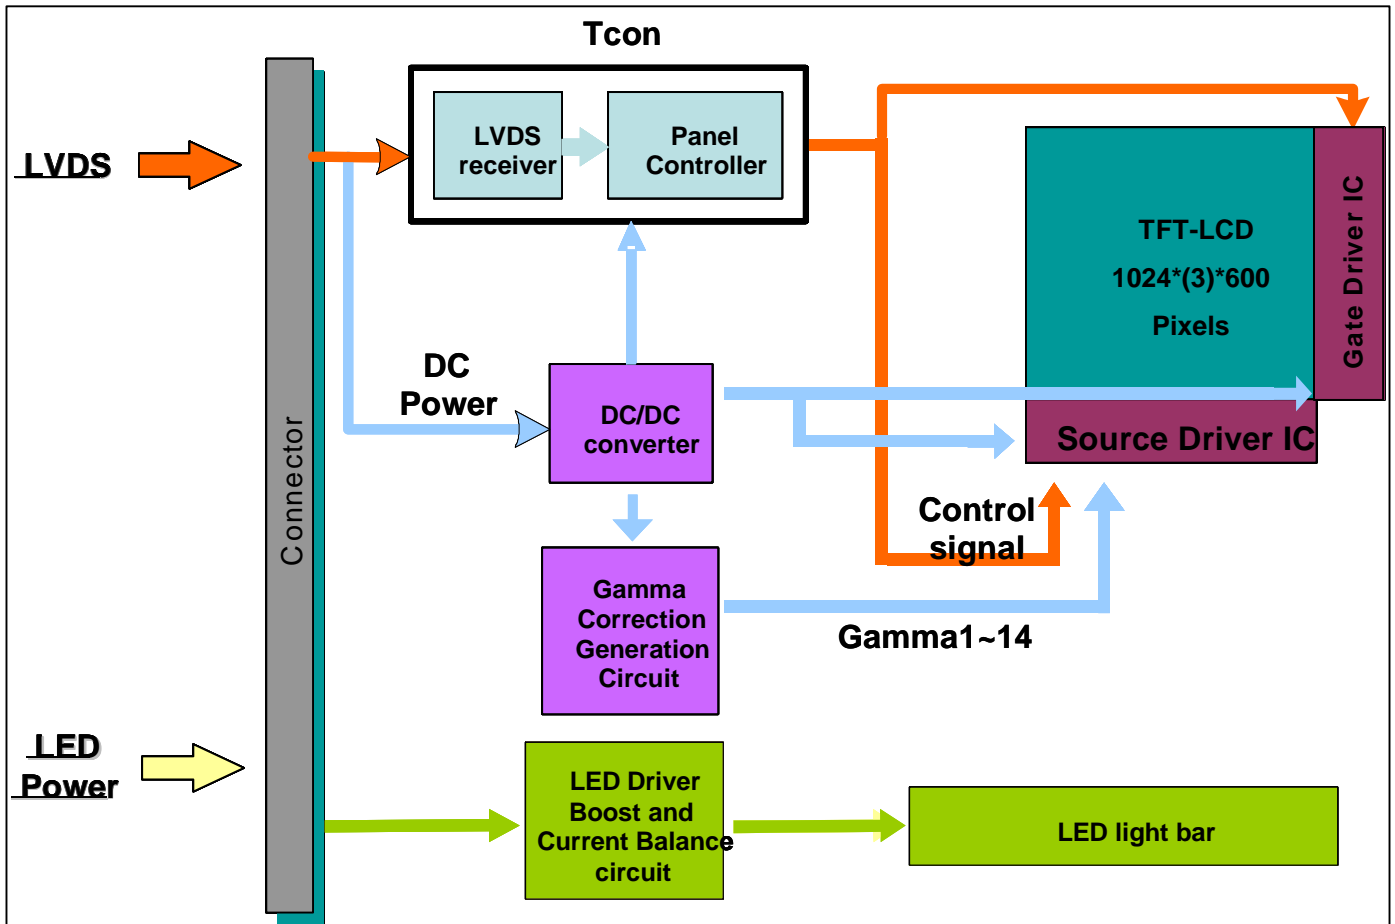 Tcon
LVDS
LVDS
receiver
Panel
Controller
TFT-LCD
1024*(3)*600
Pixels
Gate Driver IC
DC
Power
DC/DC
converter
Source Driver IC
Connector
Control
signal
Gamma
Correction
Generation
Circuit
Gamma1~14
LED
Power
LED Driver
Boost and
Current Balance
circuit
LED light bar